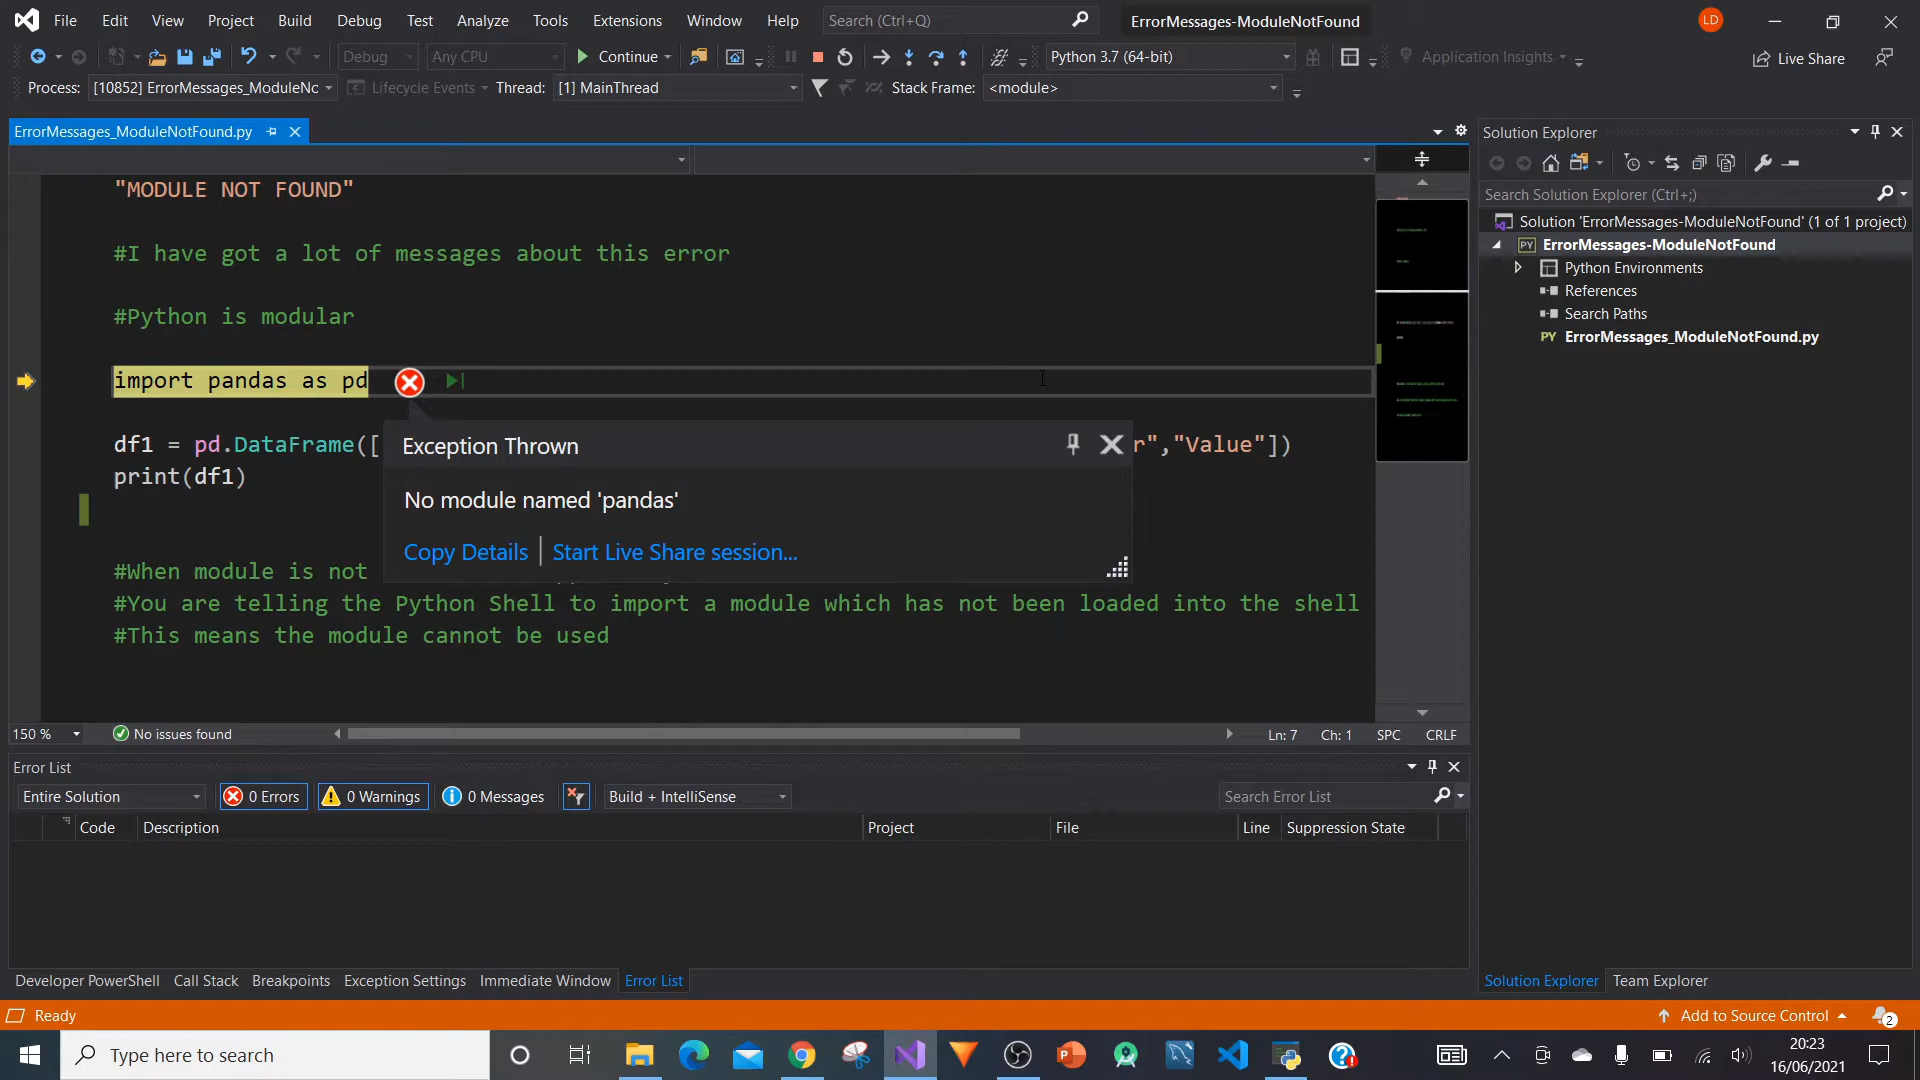 File Edit View Project Build Debug Test Analyze Tools Extensions Window Help Search (Ctrl+Q) ErrorMessages-ModuleNotFound LD
Debug Any CPU Continue Python 3.7 (64-bit) Application Insights Live Share
Process: [10852] ErrorMessages_ModuleNo Lifecycle Events Thread: [1] MainThread Stack Frame: <module>
ErrorMessages_ModuleNotFound.py
"MODULE NOT FOUND"
#I have got a lot of messages about this error
#Python is modular
import pandas as pd
df1 = pd.DataFrame([ r","Value"])
print(df1)
Exception Thrown
No module named 'pandas'
Copy Details | Start Live Share session...
#When module is not
#You are telling the Python Shell to import a module which has not been loaded into the shell
#This means the module cannot be used
150 % No issues found Ln: 7 Ch: 1 SPC CRLF
Error List
Entire Solution 0 Errors 0 Warnings 0 Messages Build + IntelliSense Search Error List
Code Description Project File Line Suppression State
Developer PowerShell Call Stack Breakpoints Exception Settings Immediate Window Error List
Solution Explorer
Search Solution Explorer (Ctrl+;)
Solution 'ErrorMessages-ModuleNotFound' (1 of 1 project)
PY ErrorMessages-ModuleNotFound
Python Environments
References
Search Paths
PY ErrorMessages_ModuleNotFound.py
Solution Explorer Team Explorer
Ready Add to Source Control 2
Type here to search
20:23
16/06/2021